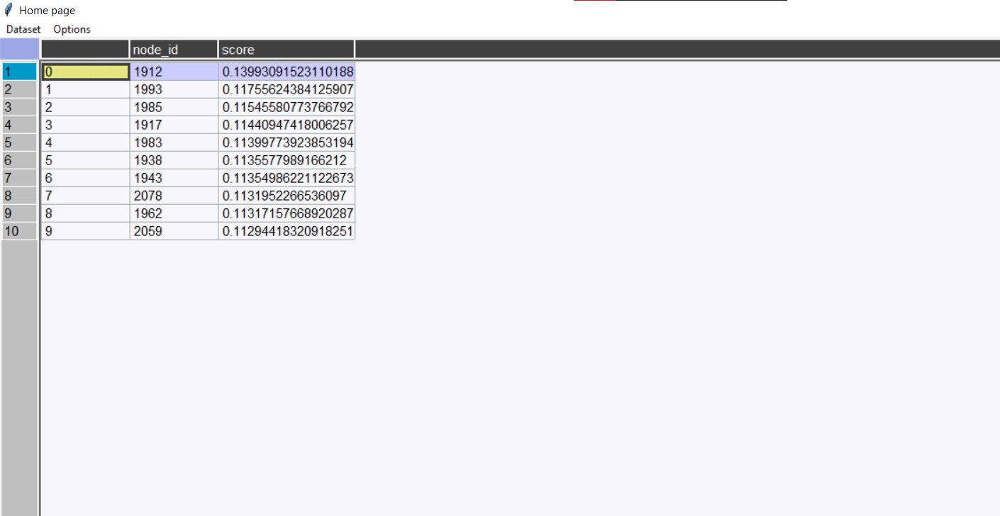 Home page
Dataset Options
node_id score
1 0 1912 0.13993091523110188
2 1 1993 0.11755624384125907
3 2 1985 0.11545580773766792
4 3 1917 0.11440947418006257
5 4 1983 0.11399773923853194
6 5 1938 0.1135577989166212
7 6 1943 0.11354986221122673
8 7 2078 0.1131952266536097
9 8 1962 0.11317157668920287
10 9 2059 0.11294418320918251